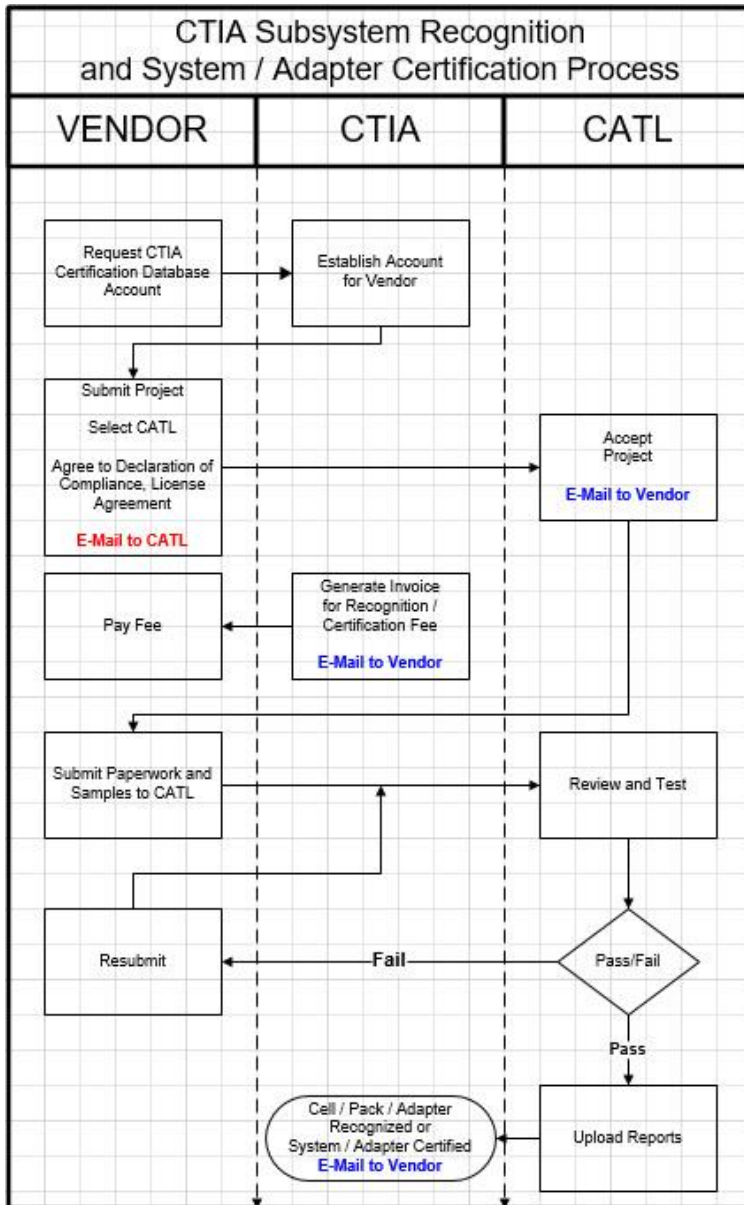 CTIA Subsystem Recognition
and System / Adapter Certification Process
VENDOR
CTIA
CATL
Request CTIA
Certification Database
Account
Establish Account
for Vendor
Submit Project
Select CATL
Agree to Declaration of
Compliance, License
Agreement
E-Mail to CATL
Accept
Project
E-Mail to Vendor
Generate Invoice
for Recognition /
Certification Fee
E-Mail to Vendor
Pay Fee
Submit Paperwork and
Samples to CATL
Review and Test
Pass/Fail
Fail
Resubmit
Pass
Upload Reports
Cell / Pack / Adapter
Recognized or
System / Adapter Certified
E-Mail to Vendor